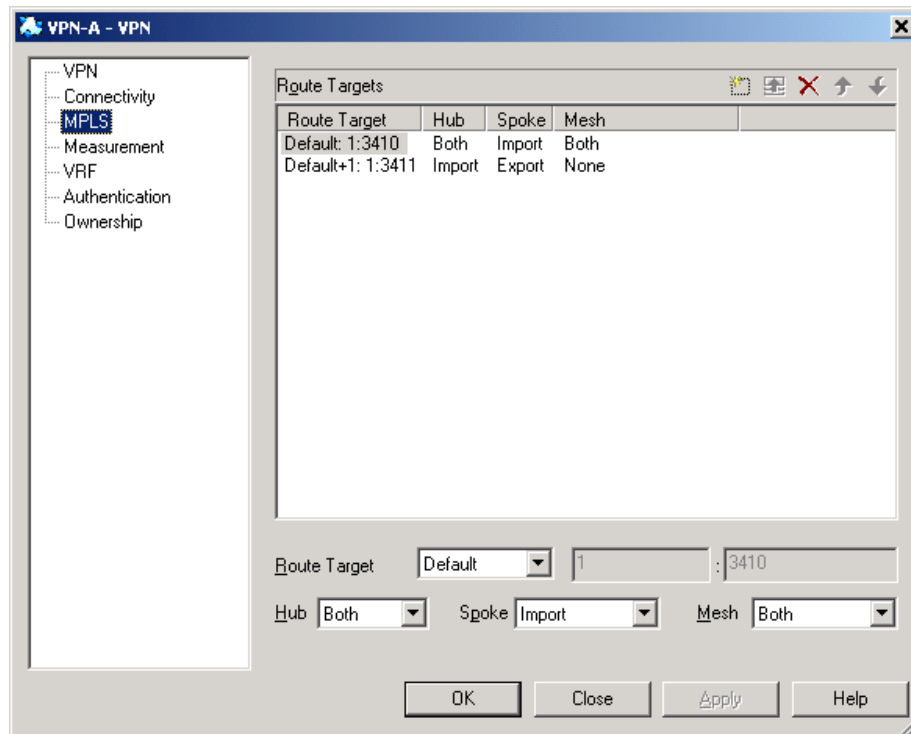 VPN-A - VPN
VPN
Connectivity
MPLS
Measurement
VRF
Authentication
Ownership
Route Targets
Route Target Hub Spoke Mesh
Default: 1:3410 Both Import Both
Default+1: 1:3411 Import Export None
Route Target Default 1 : 3410
Hub Both Spoke Import Mesh Both
OK Close Apply Help